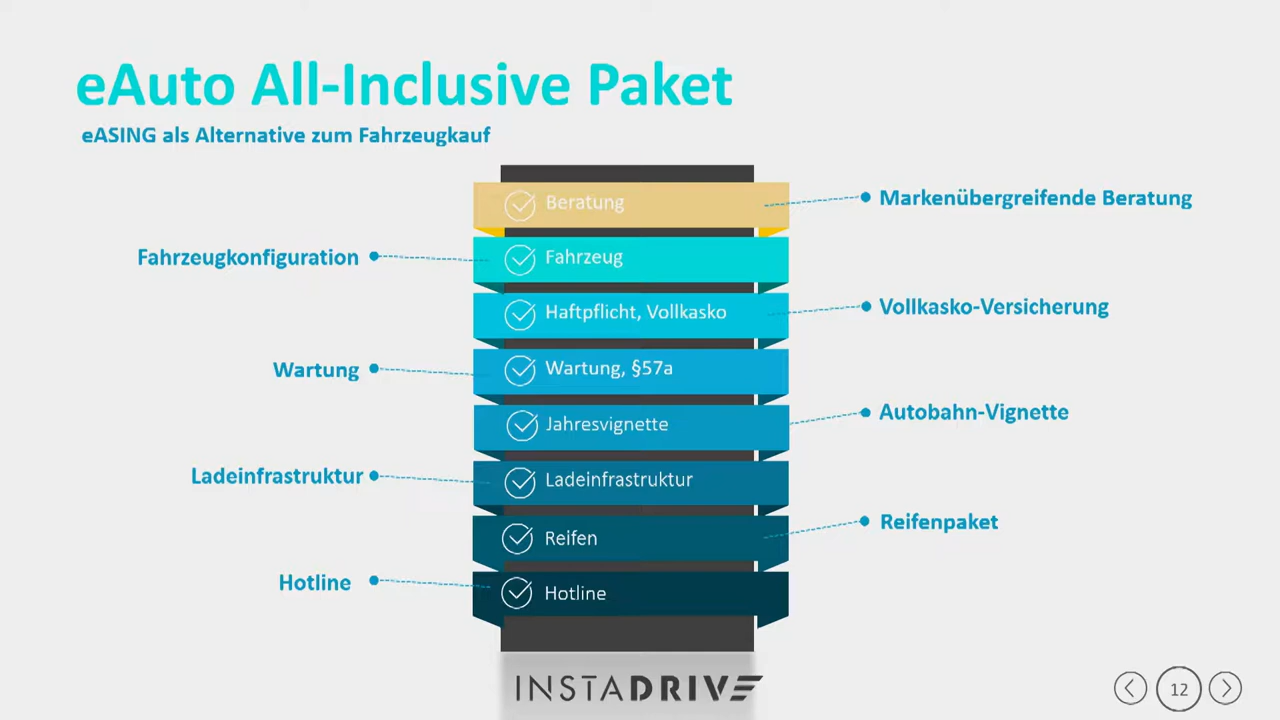 eAuto All-Inclusive Paket
eASING als Alternative zum Fahrzeugkauf
Beratung
Markenübergreifende Beratung
Fahrzeugkonfiguration
Fahrzeug
Haftpflicht, Vollkasko
Vollkasko-Versicherung
Wartung
Wartung, §57a
Jahresvignette
Autobahn-Vignette
Ladeinfrastruktur
Ladeinfrastruktur
Reifen
Reifenpaket
Hotline
Hotline
INSTADRIVE
12